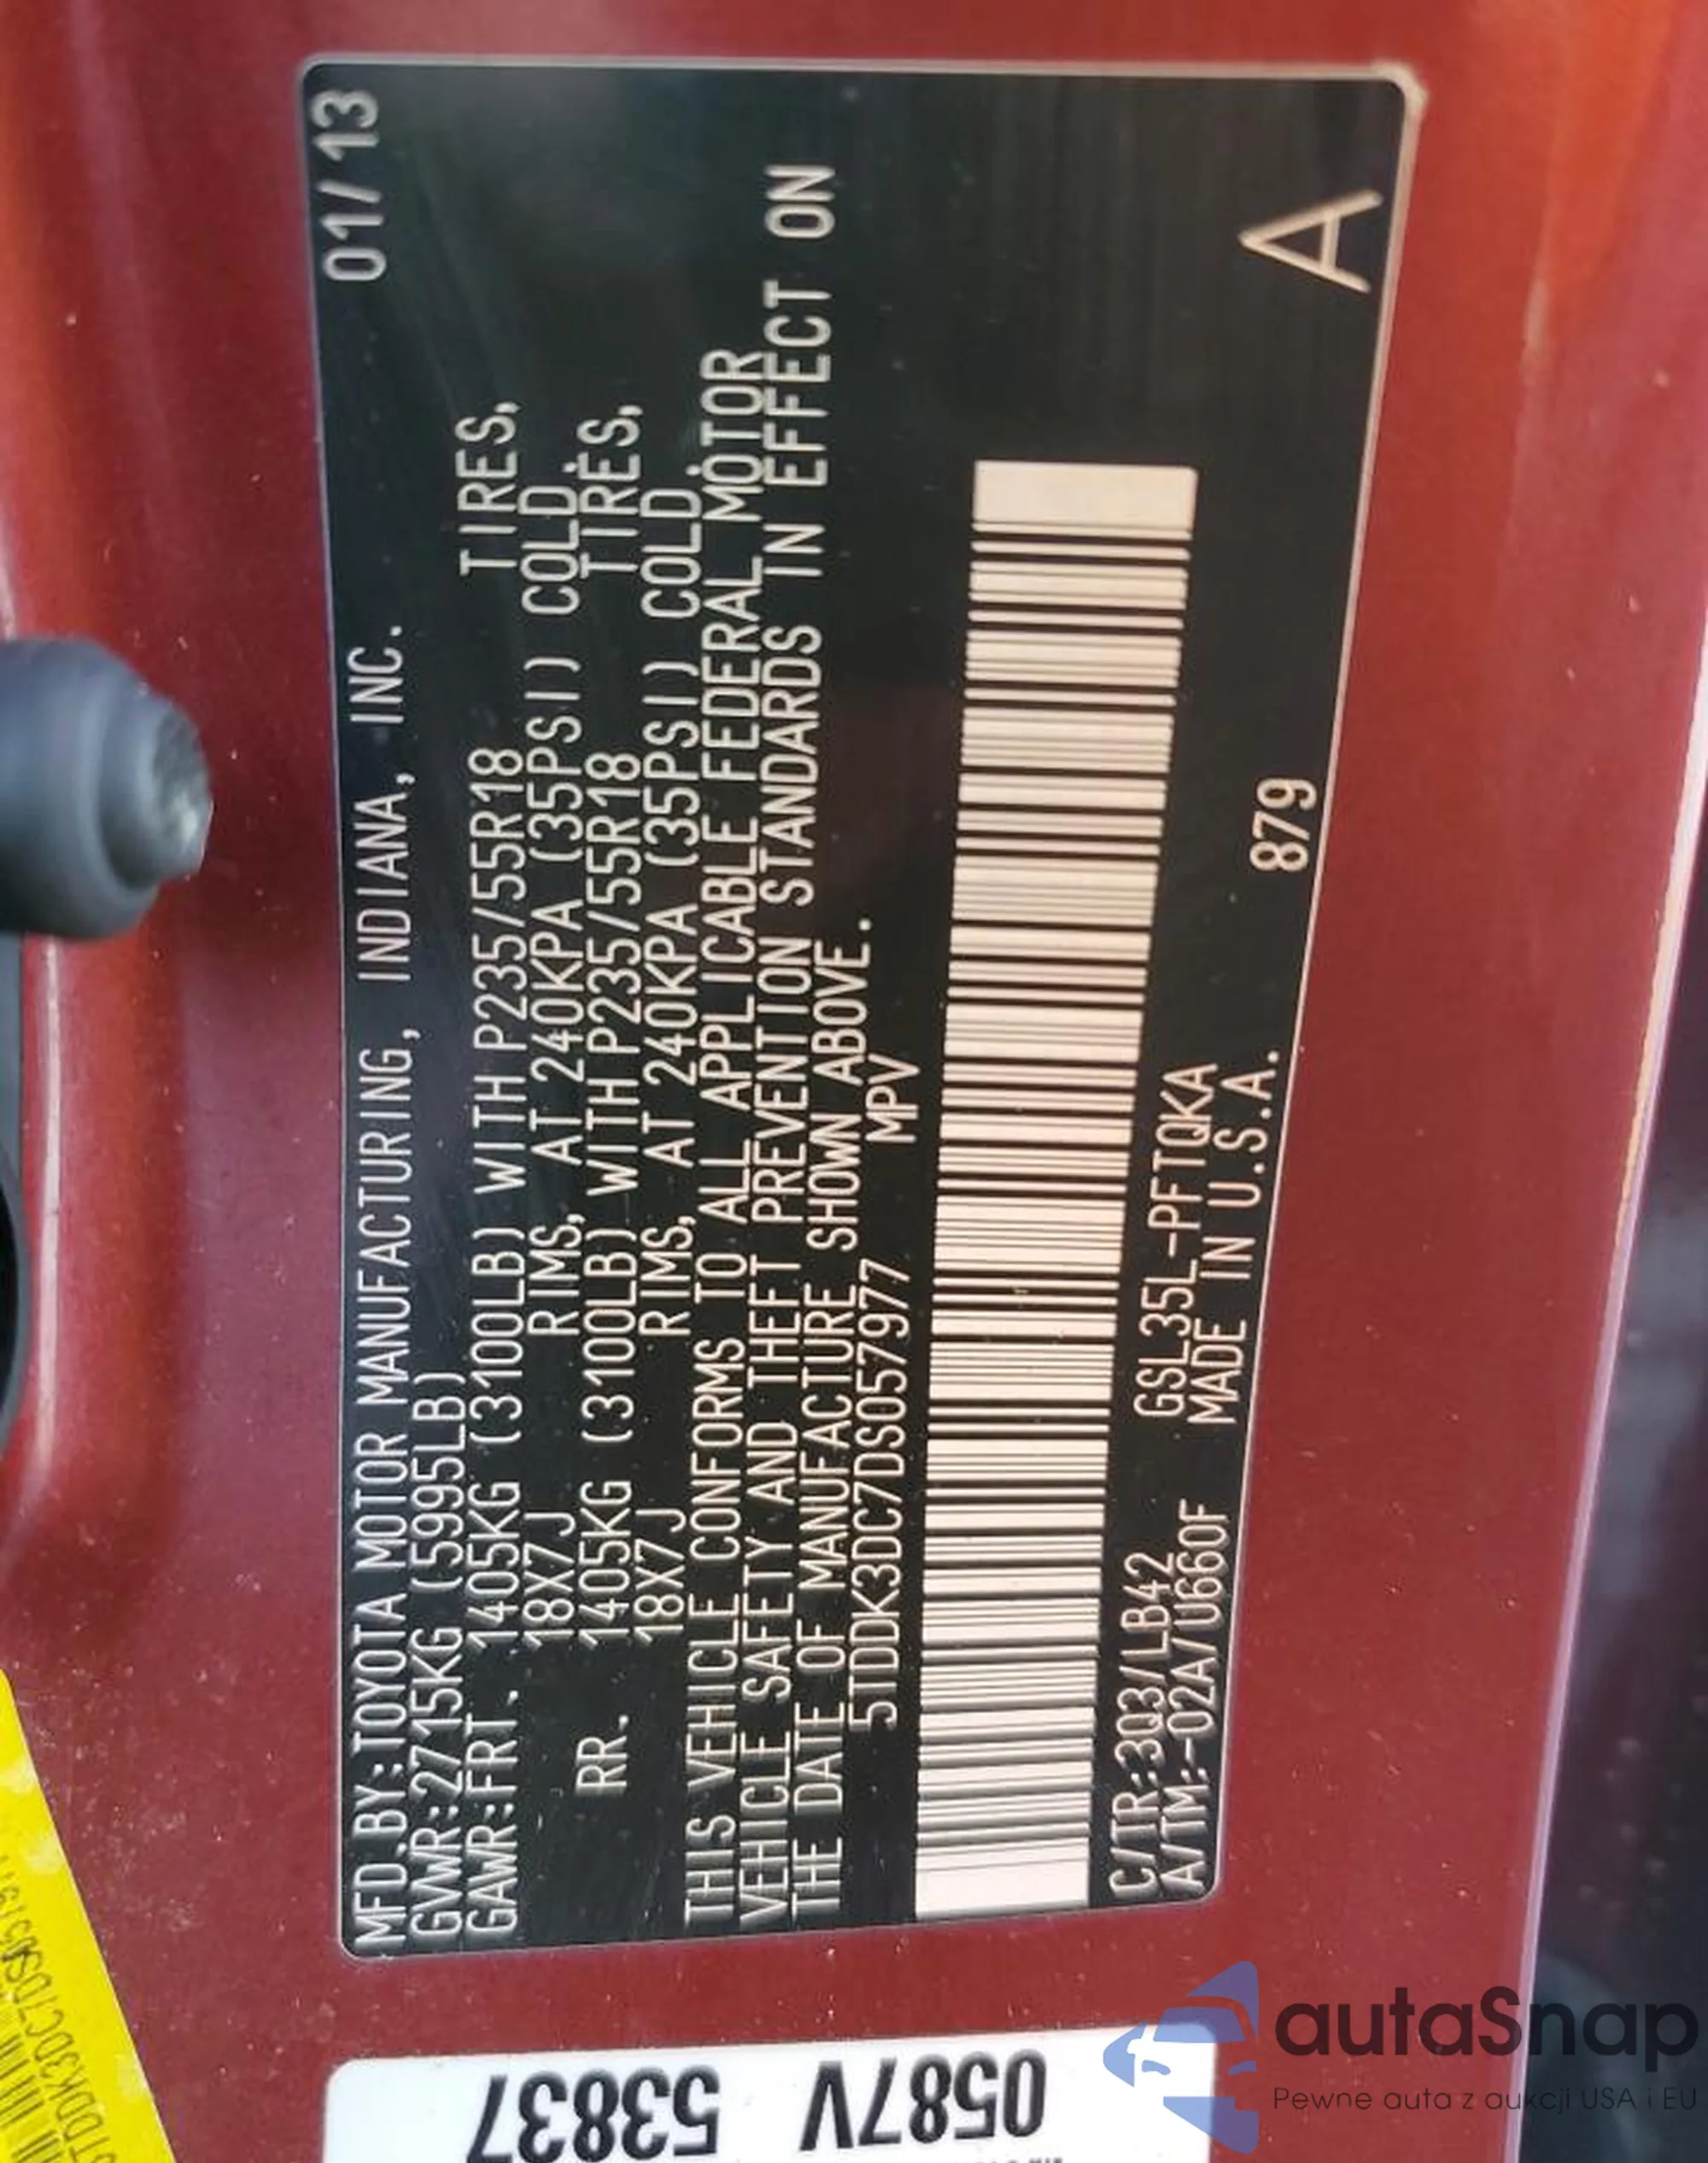 01/13
MFD.BY:TOYOTA MOTOR MANUFACTURING, INDIANA, INC.
GVWR:2715KG (5995LB)
GAWR:FRT. 1405KG (3100LB) WITH P235/55R18 TIRES,
18X7J RIMS, AT 240KPA (35PSI) COLD
RR. 1405KG (3100LB) WITH P235/55R18 TIRES,
18X7J RIMS, AT 240KPA (35PSI) COLD
THIS VEHICLE CONFORMS TO ALL APPLICABLE FEDERAL MOTOR
VEHICLE SAFETY AND THEFT PREVENTION STANDARDS IN EFFECT ON
THE DATE OF MANUFACTURE SHOWN ABOVE.
5TDDK3DC7DS057977 MPV
C/TR:3Q3/LB42 GSL35L-PFTQKA
A/TM:-02A/U660F MADE IN U.S.A. 879
A
0587V
53837
autaSnap
Pewne auta z aukcji USA i EU